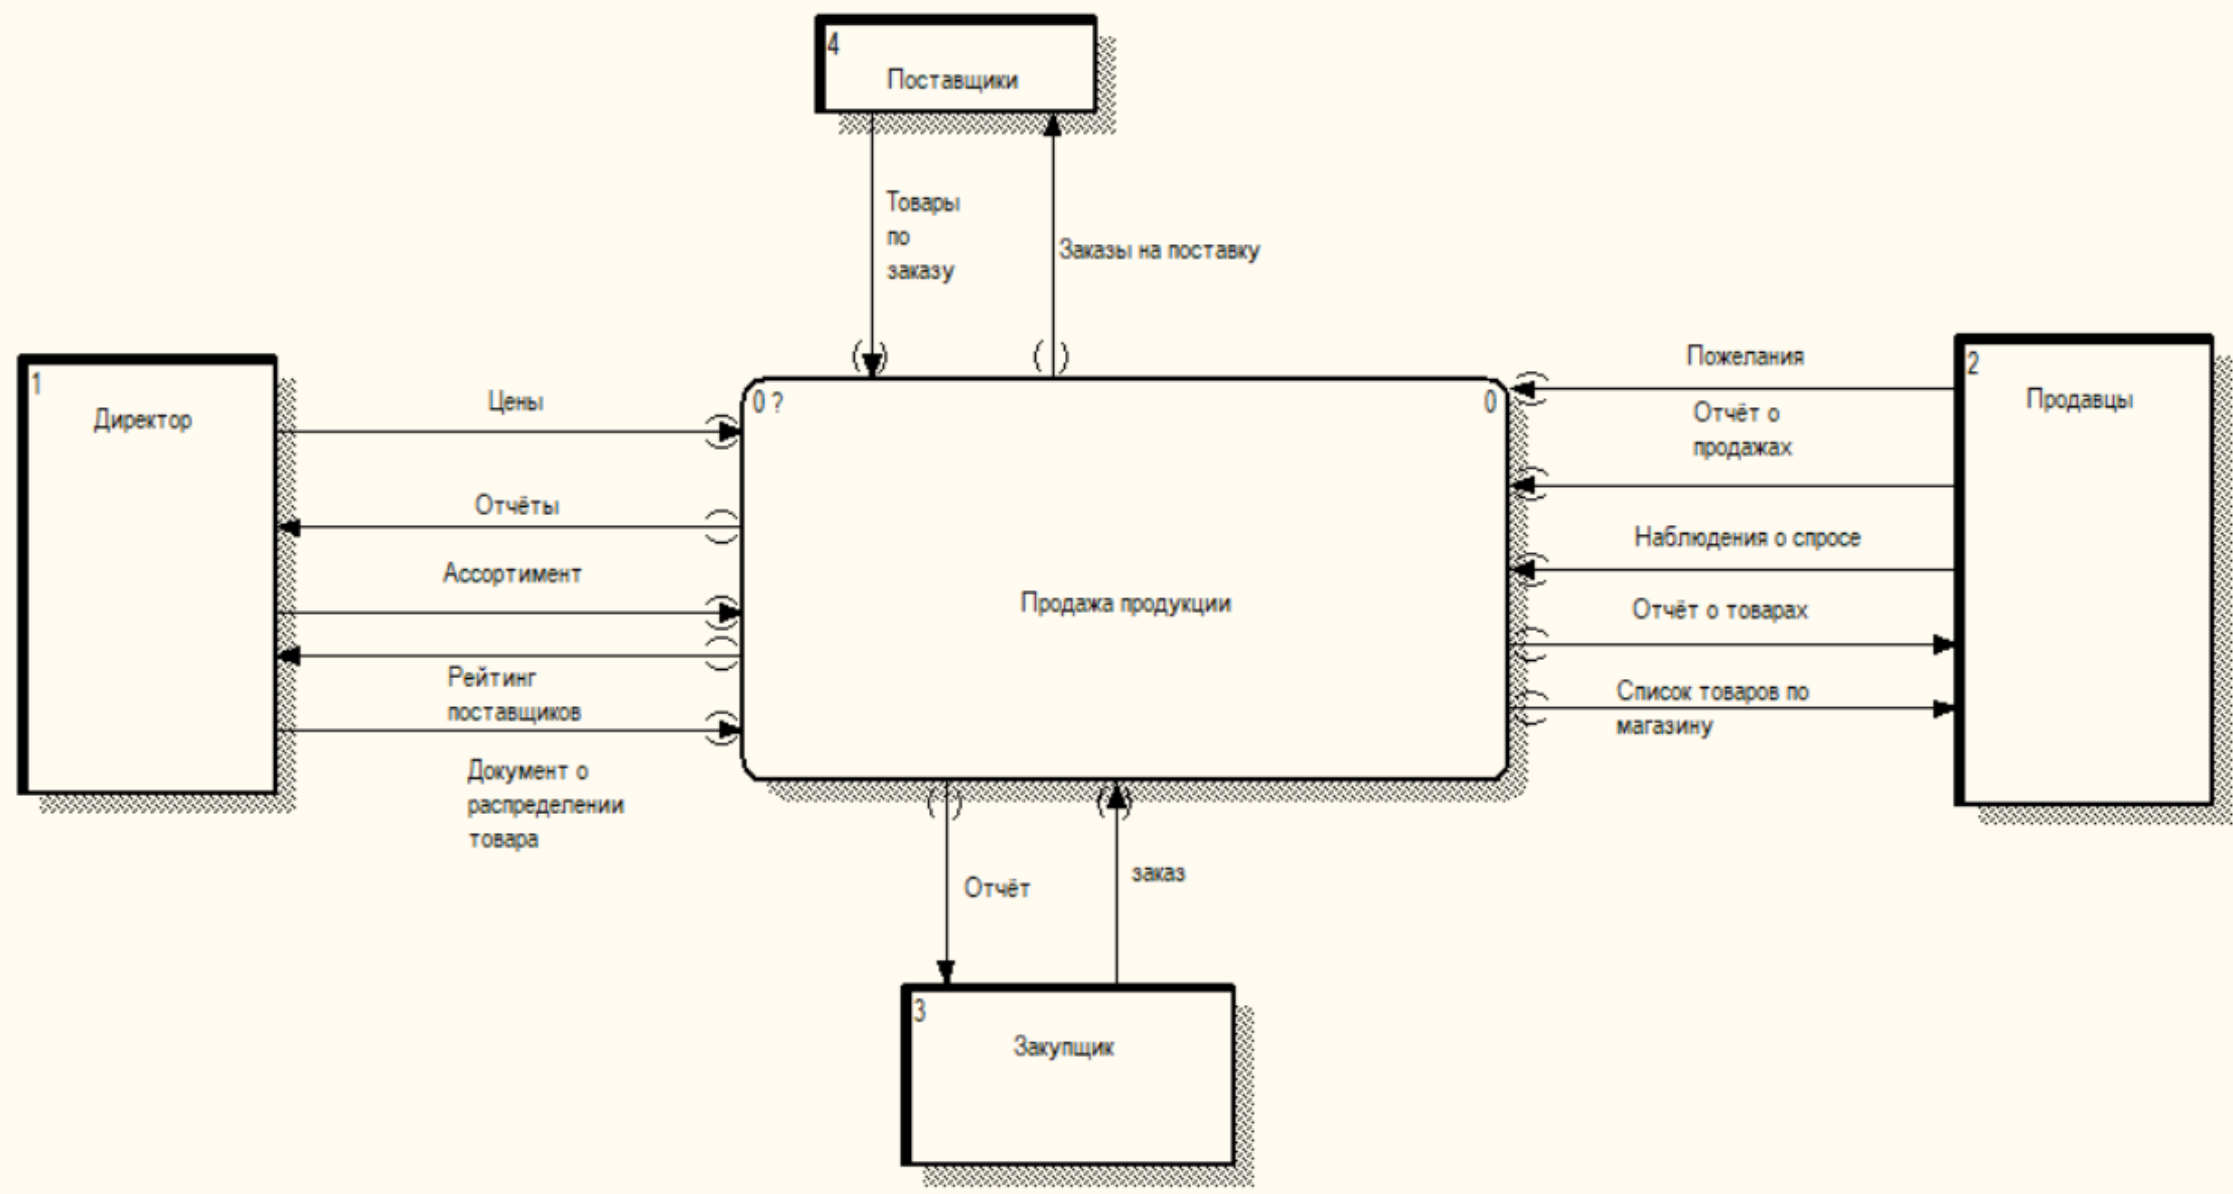 4
Поставщики
Товары
по
заказу
Заказы на поставку
1
Директор
Цены
Отчёты
Ассортимент
Рейтинг
поставщиков
Документ о
распределении
товара
0 ?
0
Продажа продукции
Пожелания
Отчёт о
продажах
Наблюдения о спросе
Отчёт о товарах
Список товаров по
магазину
2
Продавцы
Отчёт
заказ
3
Закупщик